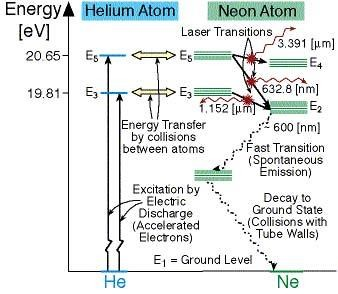 Energy
[eV]
Helium Atom
Neon Atom
Laser Transitions
3.391 [µm]
20.65
E5
E5
E4
632.8 [nm]
19.81
E3
E3
E2
1.152 [µm]
600 [nm]
Energy Transfer
by collisions
between atoms
Fast Transition
(Spontaneous
Emission)
Excitation by
Electric
Discharge
(Accelerated
Electrons)
Decay to
Ground State
(Collisions with
Tube Walls)
E1 = Ground Level
He
Ne